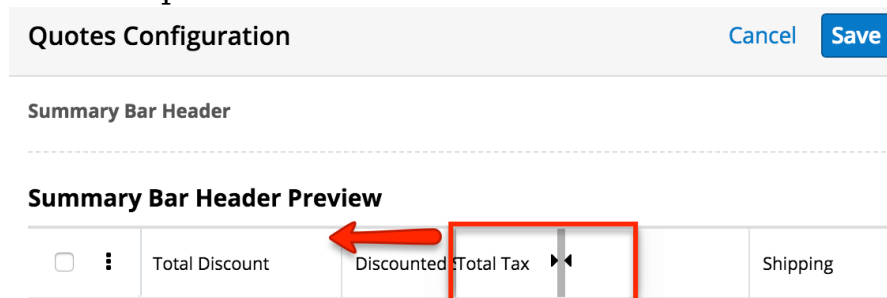 Quotes Configuration Cancel Save
Summary Bar Header
Summary Bar Header Preview
Total Discount Discounted Total Tax Shipping